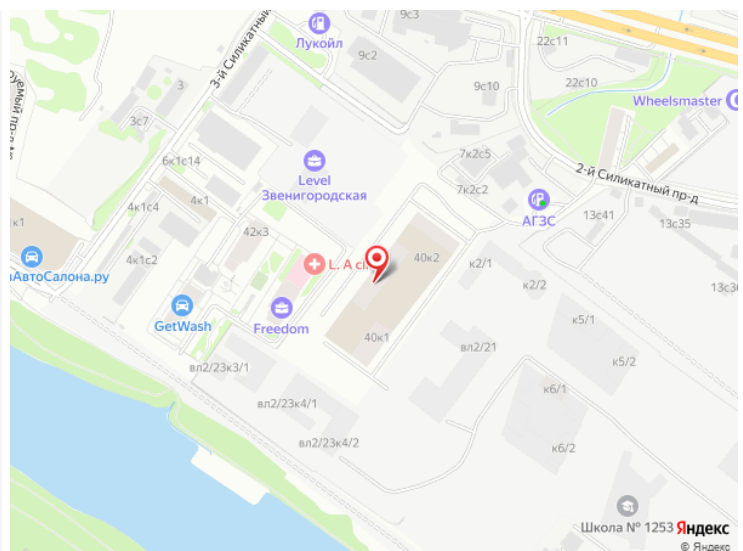 9с3
22с11
Лукойл
9с2
3-й Силикатный
3
9с10
22с10
Wheelsmaster
3с7
7к2с5
6к1с14
Level
Звенигородская
2-й Силикатный пр-д
4к1с4
4к1
7к2с2
АГЗС
13с41
13с35
к1
42к3
40к2
4к1с2
L. A cli
к2/1
АвтоСалона.ру
к2/2
13с36
GetWash
Freedom
40к1
к5/1
вл2/21
к5/2
вл2/23к3/1
к6/1
вл2/23к4/1
вл2/23к4/2
к6/2
Школа № 1253
Яндекс
© Яндекс